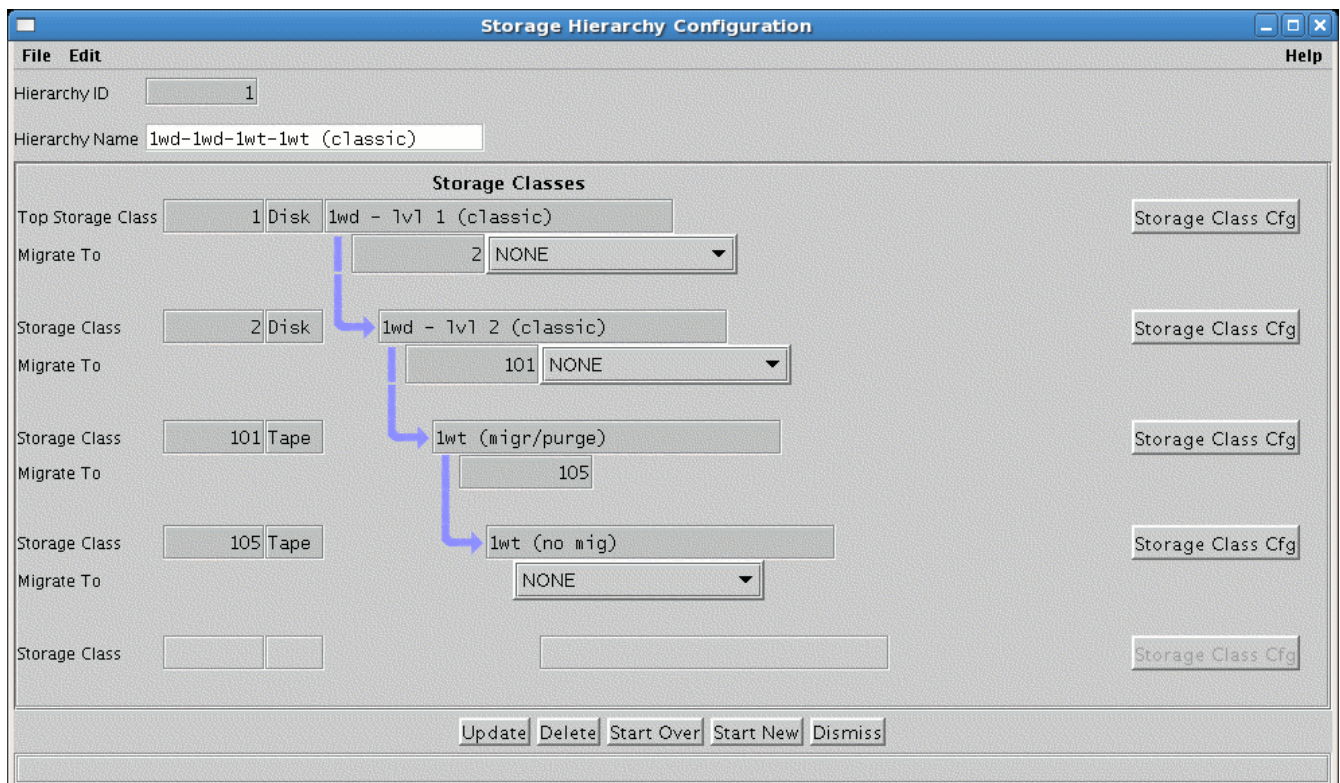 Storage Hierarchy Configuration
File Edit Help
Hierarchy ID 1
Hierarchy Name 1wd-1wd-1wt-1wt (classic)
Storage Classes
Top Storage Class 1 Disk 1wd - lvl 1 (classic) Storage Class Cfg
Migrate To 2 NONE
Storage Class 2 Disk 1wd - lvl 2 (classic) Storage Class Cfg
Migrate To 101 NONE
Storage Class 101 Tape 1wt (migr/purge) Storage Class Cfg
Migrate To 105
Storage Class 105 Tape 1wt (no mig) Storage Class Cfg
Migrate To NONE
Storage Class Storage Class Cfg
Update Delete Start Over Start New Dismiss